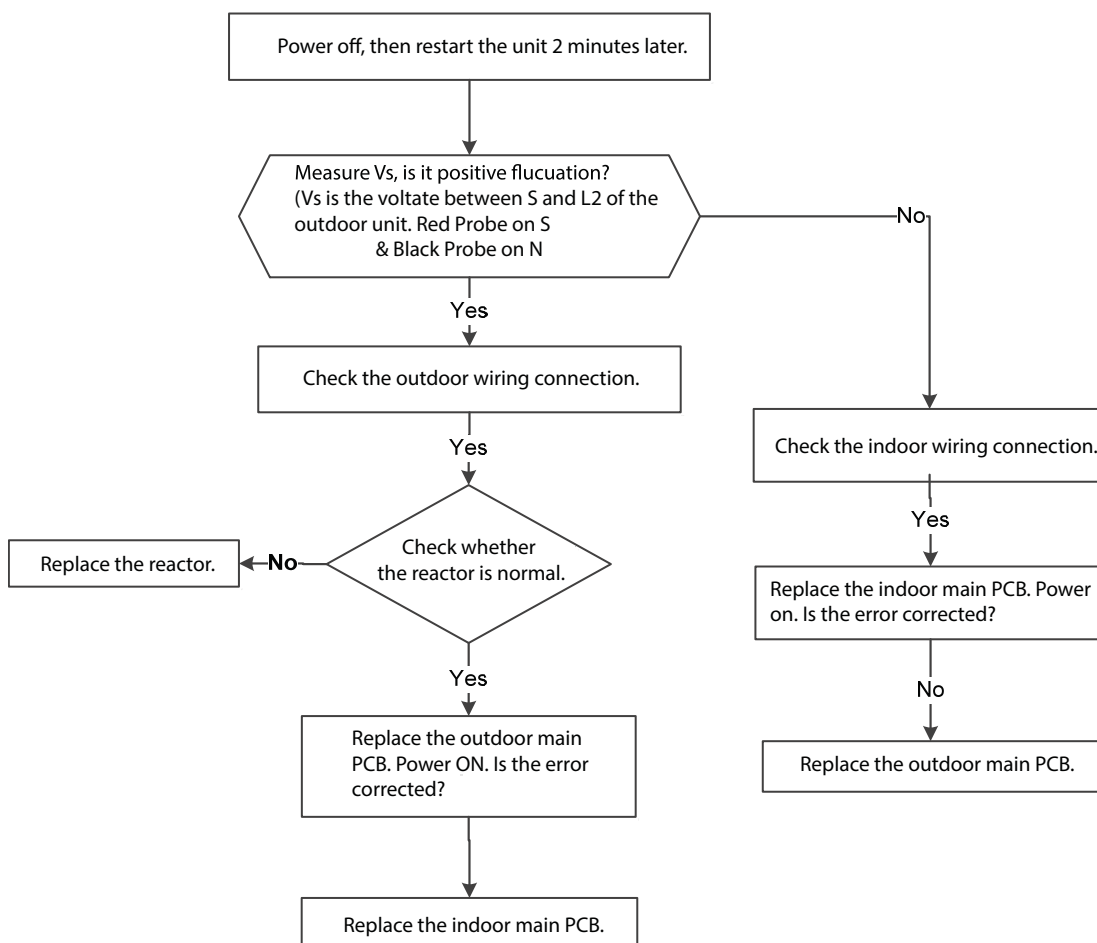 Power off, then restart the unit 2 minutes later.
Measure Vs, is it positive flucuation?
(Vs is the voltate between S and L2 of the
outdoor unit. Red Probe on S
& Black Probe on N
No
Yes
Check the outdoor wiring connection.
Yes
Check the indoor wiring connection.
Yes
Check whether
the reactor is normal.
No
Replace the reactor.
Replace the indoor main PCB. Power
on. Is the error corrected?
Yes
No
Replace the outdoor main
PCB. Power ON. Is the error
corrected?
Replace the outdoor main PCB.
Replace the indoor main PCB.